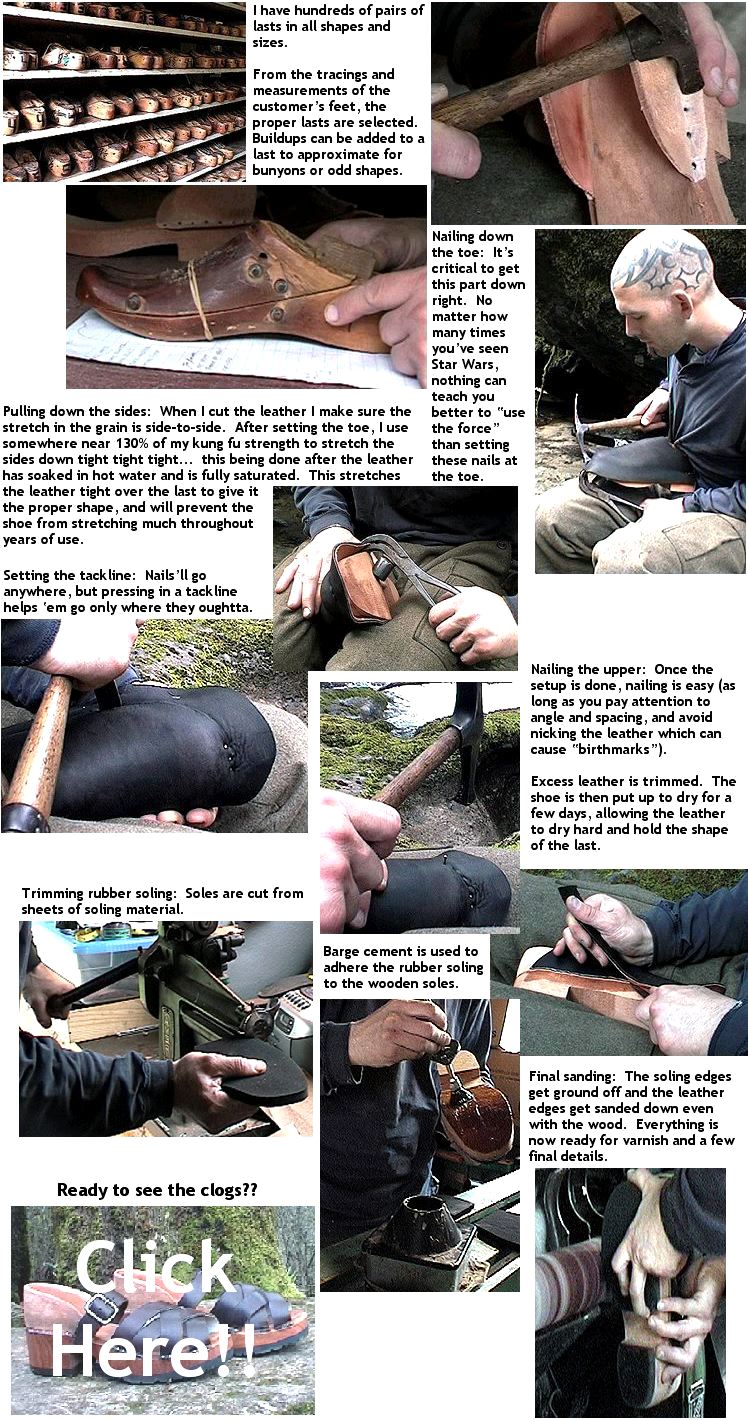 I have hundreds of pairs of
lasts in all shapes and
sizes.
From the tracings and
measurements of the
customer's feet, the
proper lasts are selected.
Buildups can be added to a
last to approximate for
bunyons or odd shapes.
Nailing down
the toe:  It's
critical to get
this part down
right.  No
matter how
many times
you've seen
Star Wars,
nothing can
teach you
better to "use
the force"
than setting
these nails at
the toe.
Pulling down the sides:  When I cut the leather I make sure the
stretch in the grain is side-to-side.  After setting the toe, I use
somewhere near 130% of my kung fu strength to stretch the
sides down tight tight tight...  this being done after the leather
has soaked in hot water and is fully saturated.  This stretches
the leather tight over the last to give it
the proper shape, and will prevent the
shoe from stretching much throughout
years of use.
Setting the tackline:  Nails'll go
anywhere, but pressing in a tackline
helps 'em go only where they oughtta.
Nailing the upper:  Once the
setup is done, nailing is easy (as
long as you pay attention to
angle and spacing, and avoid
nicking the leather which can
cause "birthmarks").
Excess leather is trimmed.  The
shoe is then put up to dry for a
few days, allowing the leather
to dry hard and hold the shape
of the last.
Trimming rubber soling:  Soles are cut from
sheets of soling material.
Barge cement is used to
adhere the rubber soling
to the wooden soles.
Final sanding:  The soling edges
get ground off and the leather
edges get sanded down even
with the wood.  Everything is
now ready for varnish and a few
final details.
Ready to see the clogs??
Click
Here!!